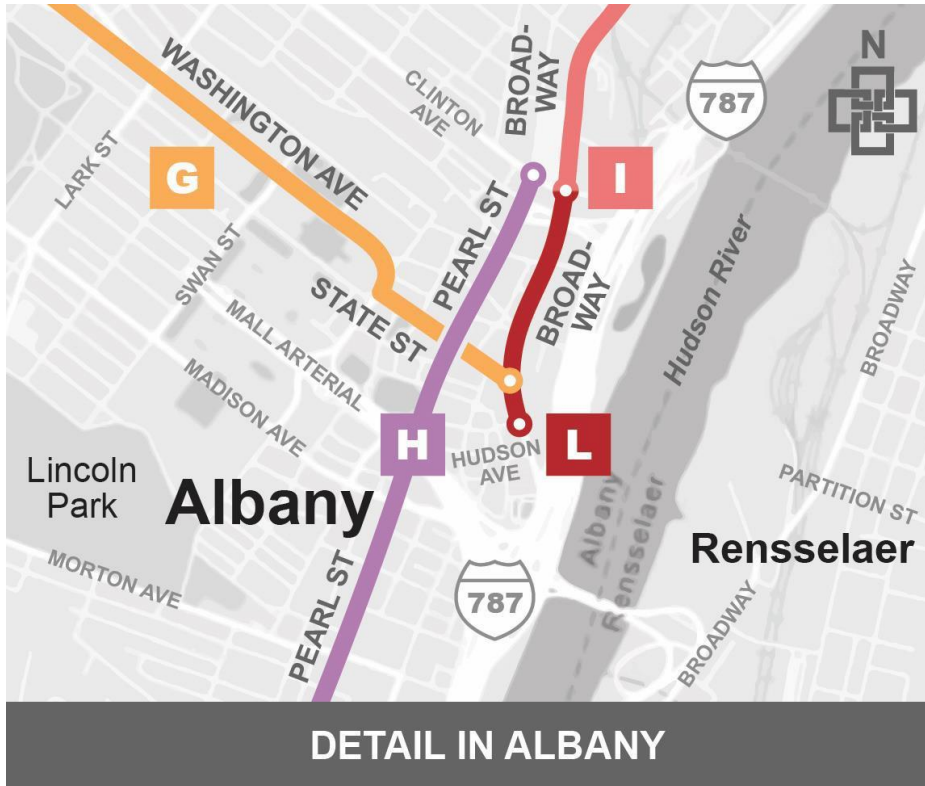 WASHINGTON AVE
BROAD-
WAY
N
787
CLINTON
AVE
LARK ST
G
I
PEARL ST
SWAN ST
BROAD-
WAY
Hudson River
STATE ST
MALL ARTERIAL
BROADWAY
MADISON AVE
H
HUDSON
AVE
L
Lincoln
Park
Albany
Albany
Rensselaer
PARTITION ST
Rensselaer
MORTON AVE
PEARL ST
787
BROADWAY
DETAIL IN ALBANY